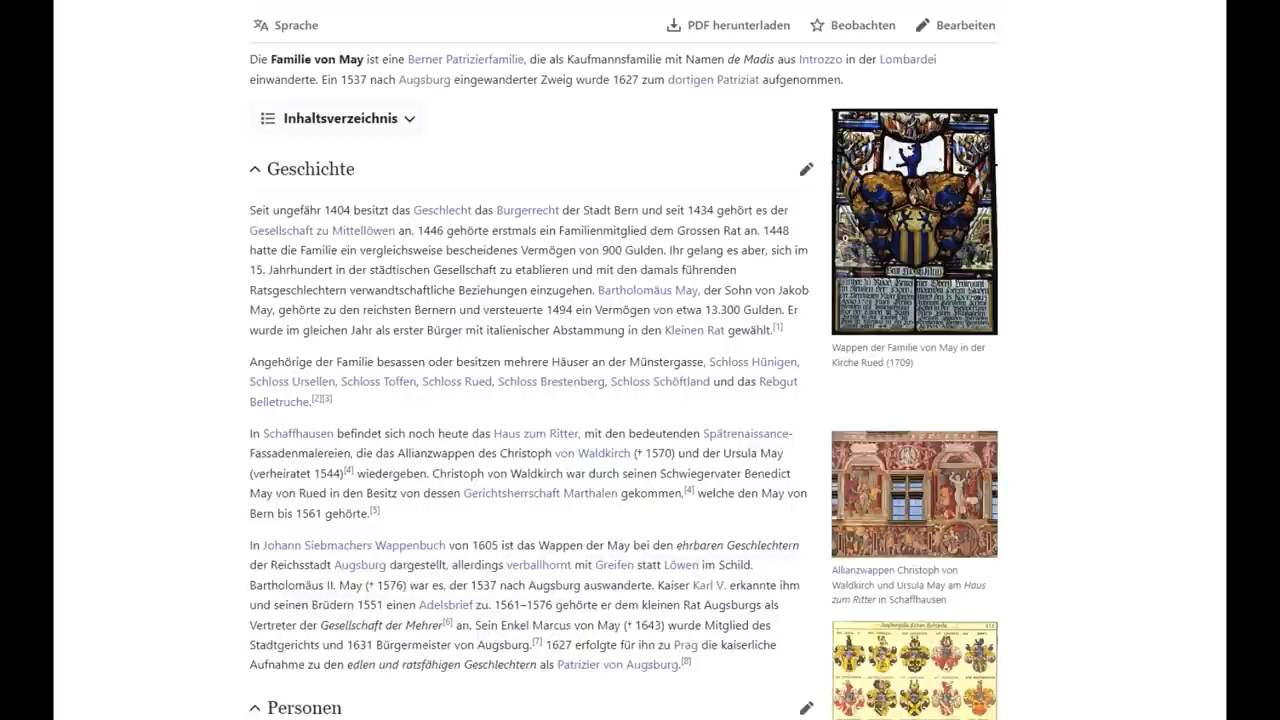 Sprache
PDF herunterladen
Beobachten
Bearbeiten
Die Familie von May ist eine Berner Patrizierfamilie, die als Kaufmannsfamilie mit Namen de Madis aus Introzzo in der Lombardei
einwanderte. Ein 1537 nach Augsburg eingewanderter Zweig wurde 1627 zum dortigen Patriziat aufgenommen.
Inhaltsverzeichnis
Geschichte
Seit ungefähr 1404 besitzt das Geschlecht das Burgerrecht der Stadt Bern und seit 1434 gehört es der
Gesellschaft zu Mittellöwen an. 1446 gehörte erstmals ein Familienmitglied dem Grossen Rat an. 1448
hatte die Familie ein vergleichsweise bescheidenes Vermögen von 900 Gulden. Ihr gelang es aber, sich im
15. Jahrhundert in der städtischen Gesellschaft zu etablieren und mit den damals führenden
Ratsgeschlechtern verwandtschaftliche Beziehungen einzugehen. Bartholomäus May, der Sohn von Jakob
May, gehörte zu den reichsten Bernern und versteuerte 1494 ein Vermögen von etwa 13.300 Gulden. Er
wurde im gleichen Jahr als erster Bürger mit italienischer Abstammung in den Kleinen Rat gewählt.[1]
Angehörige der Familie besassen oder besitzen mehrere Häuser an der Münstergasse, Schloss Hünigen,
Schloss Ursellen, Schloss Toffen, Schloss Rued, Schloss Brestenberg, Schloss Schöftland und das Rebgut
Belletruche.[2][3]
In Schaffhausen befindet sich noch heute das Haus zum Ritter, mit den bedeutenden Spätrenaissance-
Fassadenmalereien, die das Allianzwappen des Christoph von Waldkirch († 1570) und der Ursula May
(verheiratet 1544)[4] wiedergeben. Christoph von Waldkirch war durch seinen Schwiegervater Benedict
May von Rued in den Besitz von dessen Gerichtsherrschaft Marthalen gekommen,[4] welche den May von
Bern bis 1561 gehörte.[5]
In Johann Siebmachers Wappenbuch von 1605 ist das Wappen der May bei den ehrbaren Geschlechtern
der Reichsstadt Augsburg dargestellt, allerdings verballhornt mit Greifen statt Löwen im Schild.
Bartholomäus II. May († 1576) war es, der 1537 nach Augsburg auswanderte. Kaiser Karl V. erkannte ihm
und seinen Brüdern 1551 einen Adelsbrief zu. 1561–1576 gehörte er dem kleinen Rat Augsburgs als
Vertreter der Gesellschaft der Mehrer[6] an. Sein Enkel Marcus von May († 1643) wurde Mitglied des
Stadtgerichts und 1631 Bürgermeister von Augsburg.[7] 1627 erfolgte für ihn zu Prag die kaiserliche
Aufnahme zu den edlen und ratsfähigen Geschlechtern als Patrizier von Augsburg.[8]
Personen
Wappen der Familie von May in der
Kirche Rued (1709)
Allianzwappen Christoph von
Waldkirch und Ursula May am Haus
zum Ritter in Schaffhausen